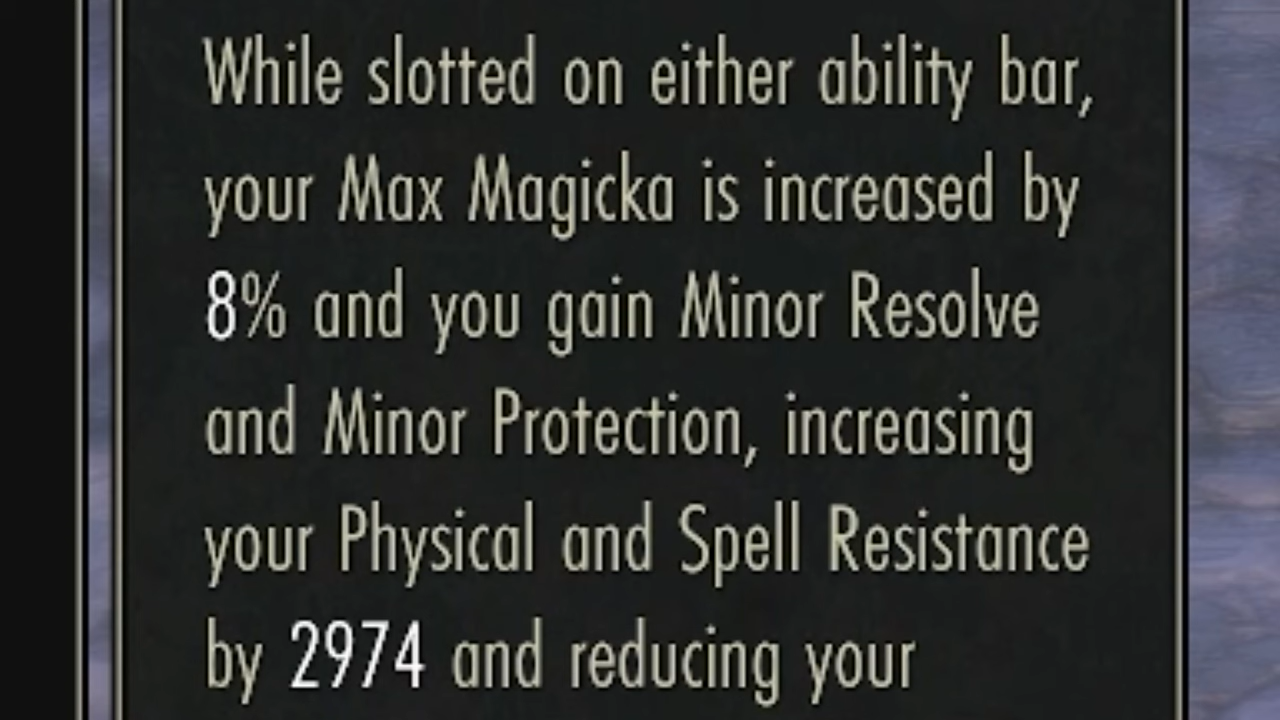 While slotted on either ability bar,
your Max Magicka is increased by
8% and you gain Minor Resolve
and Minor Protection, increasing
your Physical and Spell Resistance
by 2974 and reducing your